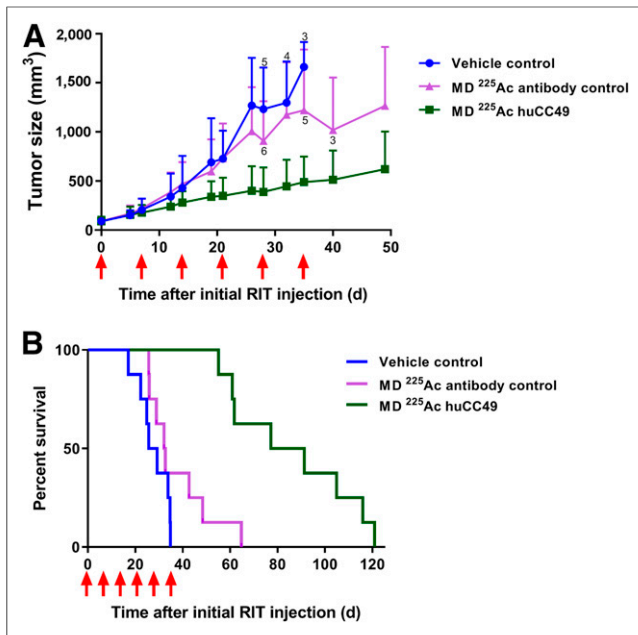 A
Tumor size (mm³)
2,000
1,500
1,000
500
0
0 10 20 30 40 50
5 4 3
6 5 3
Time after initial RIT injection (d)
Vehicle control
MD ²²⁵Ac antibody control
MD ²²⁵Ac huCC49
B
Percent survival
100
50
0
0 20 40 60 80 100 120
Time after initial RIT injection (d)
Vehicle control
MD ²²⁵Ac antibody control
MD ²²⁵Ac huCC49